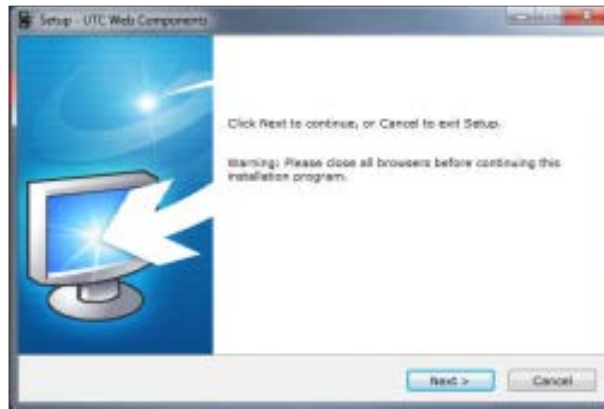 Setup - UTC Web Components
Click Next to continue, or Cancel to exit Setup.
Warning: Please close all browsers before continuing this
installation program.
Next >
Cancel